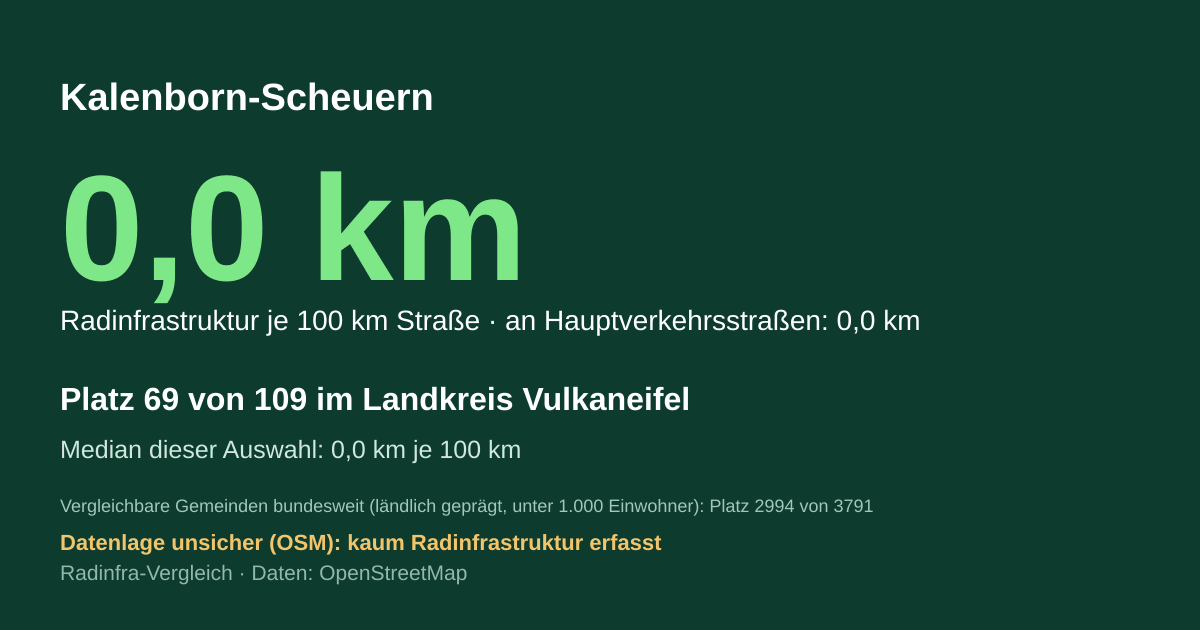 Kalenborn-Scheuern
0,0 km
Radinfrastruktur je 100 km Straße · an Hauptverkehrsstraßen: 0,0 km
Platz 69 von 109 im Landkreis Vulkaneifel
Median dieser Auswahl: 0,0 km je 100 km
Vergleichbare Gemeinden bundesweit (ländlich geprägt, unter 1.000 Einwohner): Platz 2994 von 3791
Datenlage unsicher (OSM): kaum Radinfrastruktur erfasst
Radinfra-Vergleich · Daten: OpenStreetMap